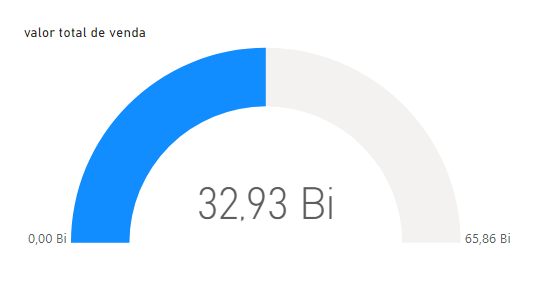 valor total de venda
32,93 Bi
0,00 Bi
65,86 Bi